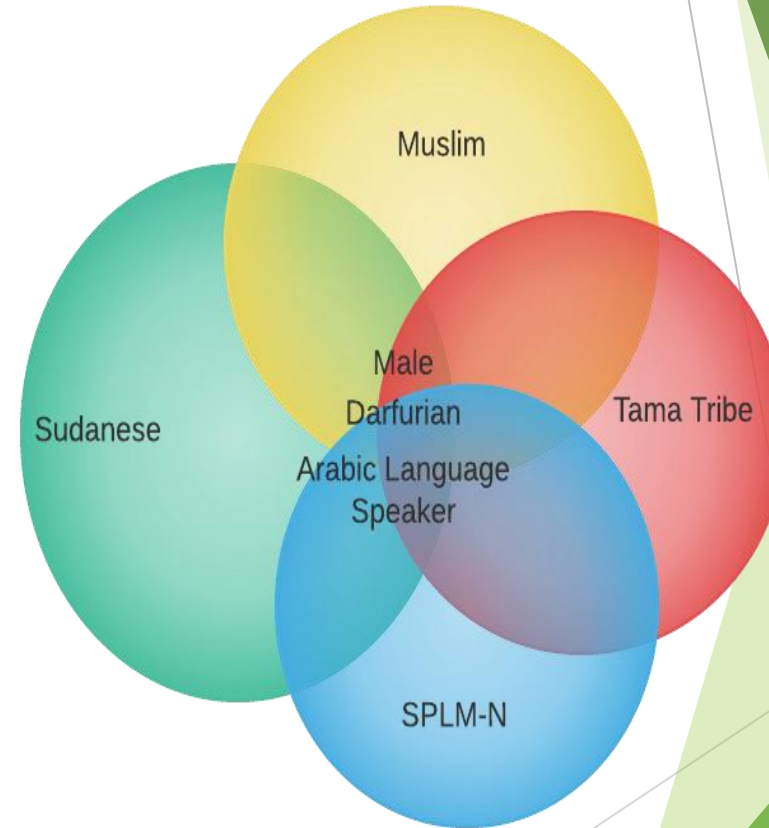 Muslim
Male
Darfurian
Tama Tribe
Sudanese
Arabic Language
Speaker
SPLM-N